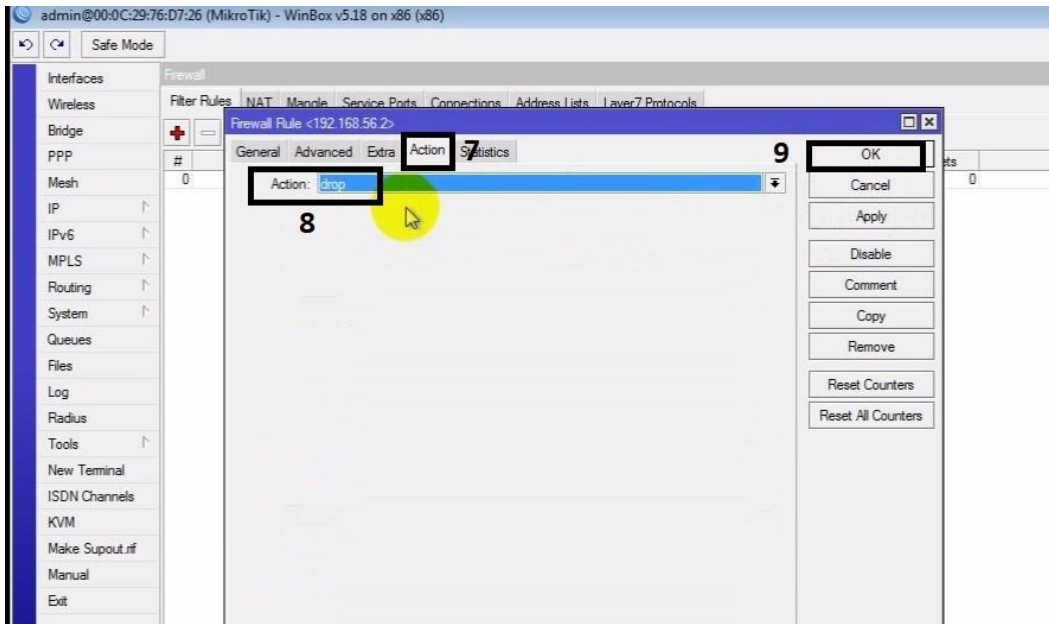 admin@00:0C:29:76:D7:26 (MikroTik) - WinBox v5.18 on x86 (x86)
Safe Mode
Interfaces
Wireless
Bridge
PPP
Mesh
IP
IPv6
MPLS
Routing
System
Queues
Files
Log
Radius
Tools
New Terminal
ISDN Channels
KVM
Make Supout.rif
Manual
Exit
Firewall
Filter Rules NAT Mangle Service Ports Connections Address Lists Layer7 Protocols
#
0
0
Firewall Rule <192.168.56.2>
General Advanced Extra Action Statistics
7
Action: drop
8
9
OK
Cancel
Apply
Disable
Comment
Copy
Remove
Reset Counters
Reset All Counters